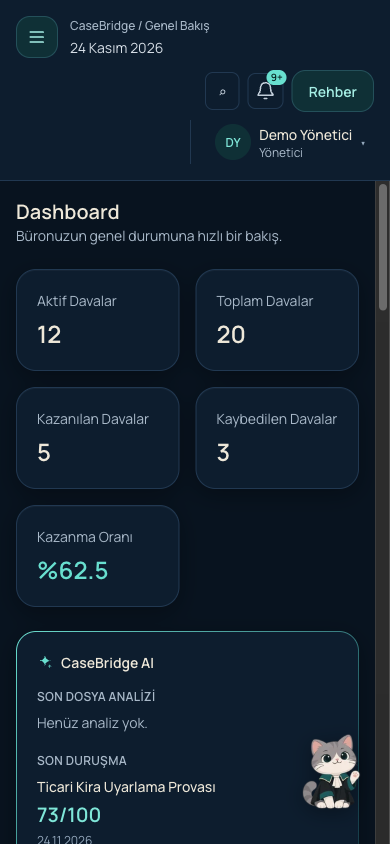 CaseBridge / Genel Bakış
24 Kasım 2026
9+
Rehber
DY
Demo Yönetici
Yönetici
Dashboard
Büronuzun genel durumuna hızlı bir bakış.
Aktif Davalar
12
Toplam Davalar
20
Kazanılan Davalar
5
Kaybedilen Davalar
3
Kazanma Oranı
%62.5
CaseBridge AI
SON DOSYA ANALİZİ
Henüz analiz yok.
SON DURUŞMA
Ticari Kira Uyarlama Provası
73/100
24.11.2026